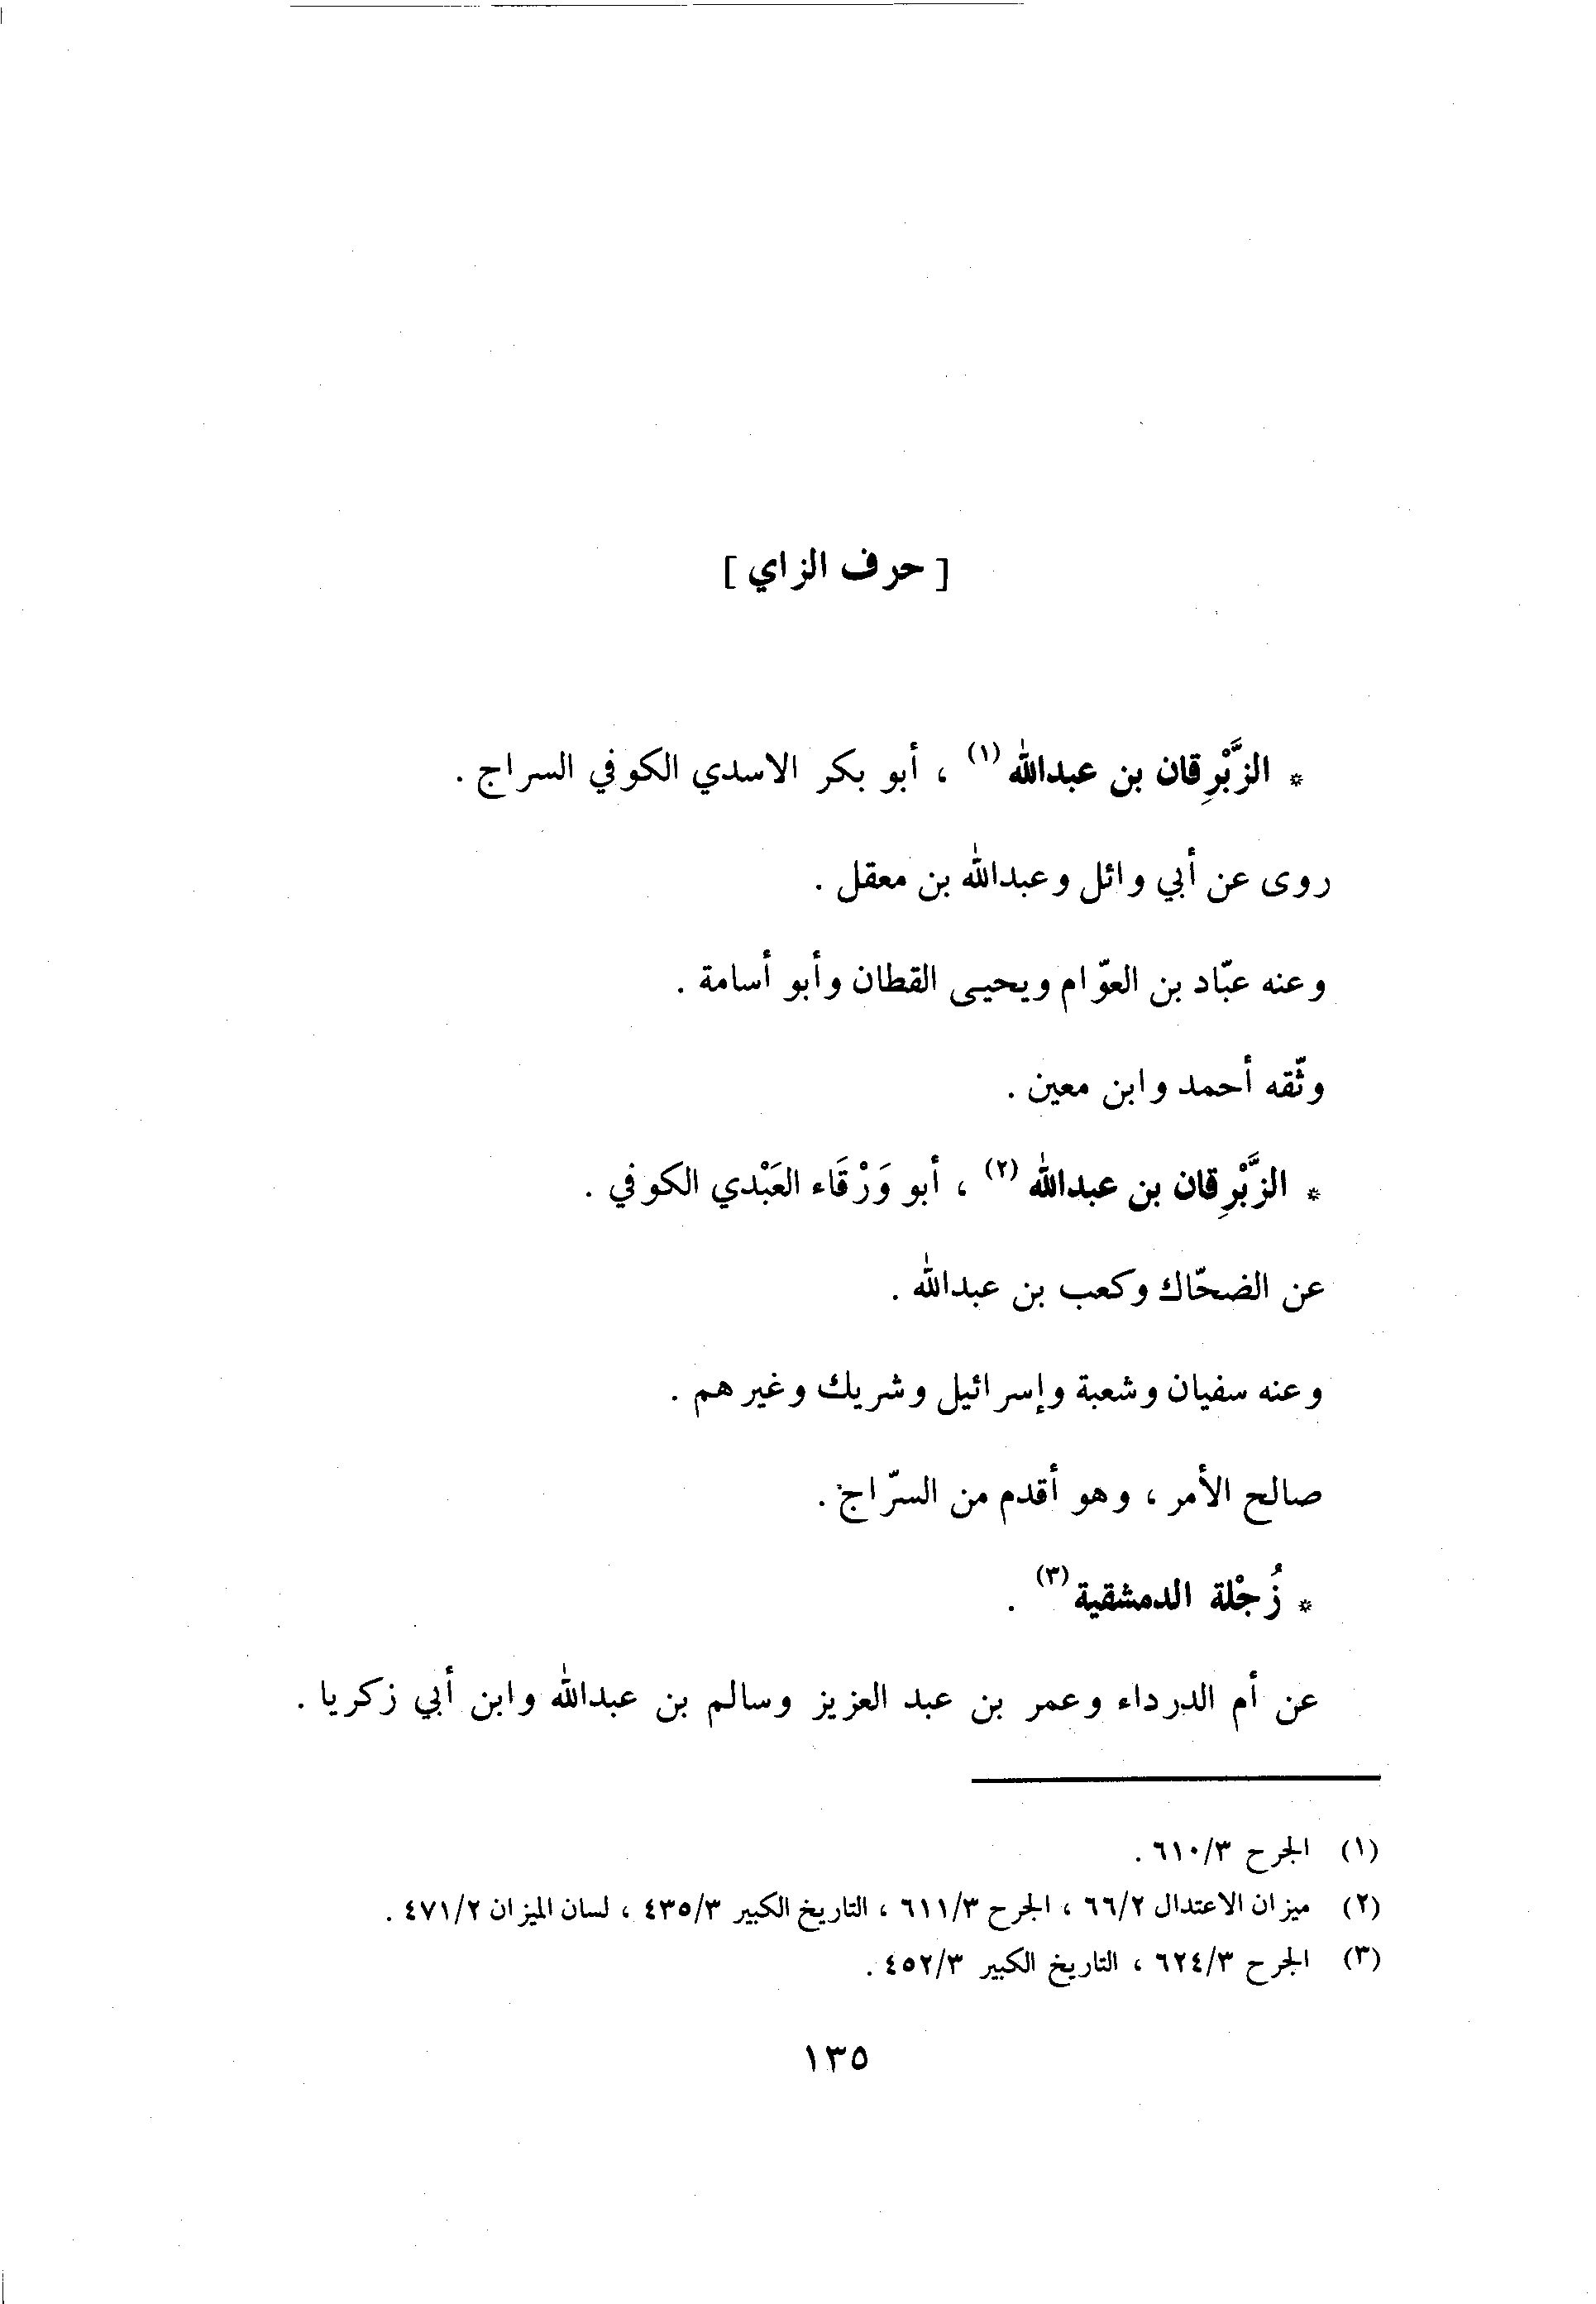 [ حرف الزاي ]
* الزَّبْرِقان بن عبدالله (١) ، أبو بكر الاسدي الكوفي السراج .
روى عن أبي وائل وعبدالله بن معقل .
وعنه عبّاد بن العوّام ويحيى القطان وأبو أسامة .
وثّقه أحمد وابن معين .
* الزَّبْرِقان بن عبدالله (٢) ، أبو وَرْقَاء العَبْدي الكوفي .
عن الضحّاك وكعب بن عبدالله .
وعنه سفيان وشعبة وإسرائيل وشريك وغيرهم .
صالح الأمر ، وهو أقدم من السرّاج .
* زُجْلة الدمشقية (٣) .
عن أم الدرداء وعمر بن عبد العزيز وسالم بن عبدالله وابن أبي زكريا .
(١) الجرح ٦١٠/٣ .
(٢) ميزان الاعتدال ٦٦/٢ ، الجرح ٦١١/٣ ، التاريخ الكبير ٤٣٥/٣ ، لسان الميزان ٤٧١/٢ .
(٣) الجرح ٦٢٤/٣ ، التاريخ الكبير ٤٥٢/٣ .
١٣٥